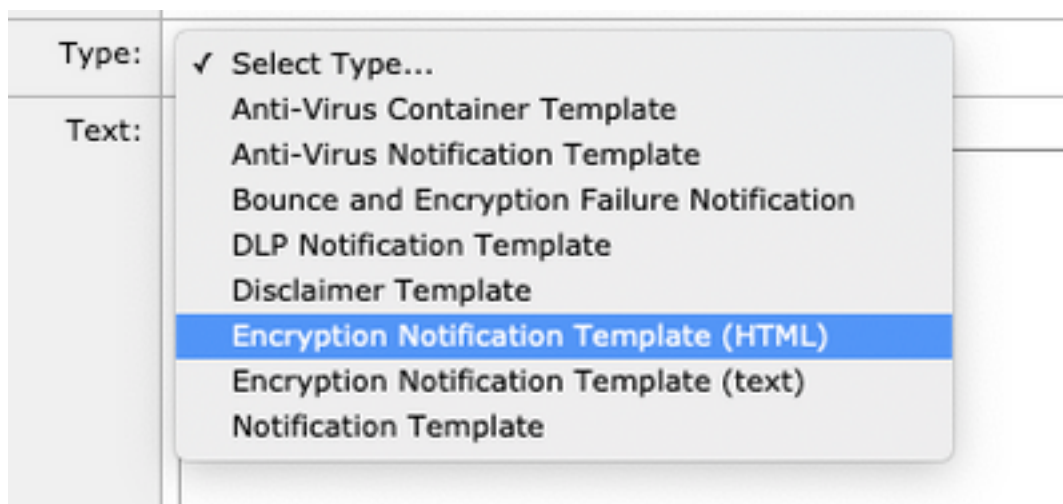 Type:
✓ Select Type...
Anti-Virus Container Template
Text:
Anti-Virus Notification Template
Bounce and Encryption Failure Notification
DLP Notification Template
Disclaimer Template
Encryption Notification Template (HTML)
Encryption Notification Template (text)
Notification Template